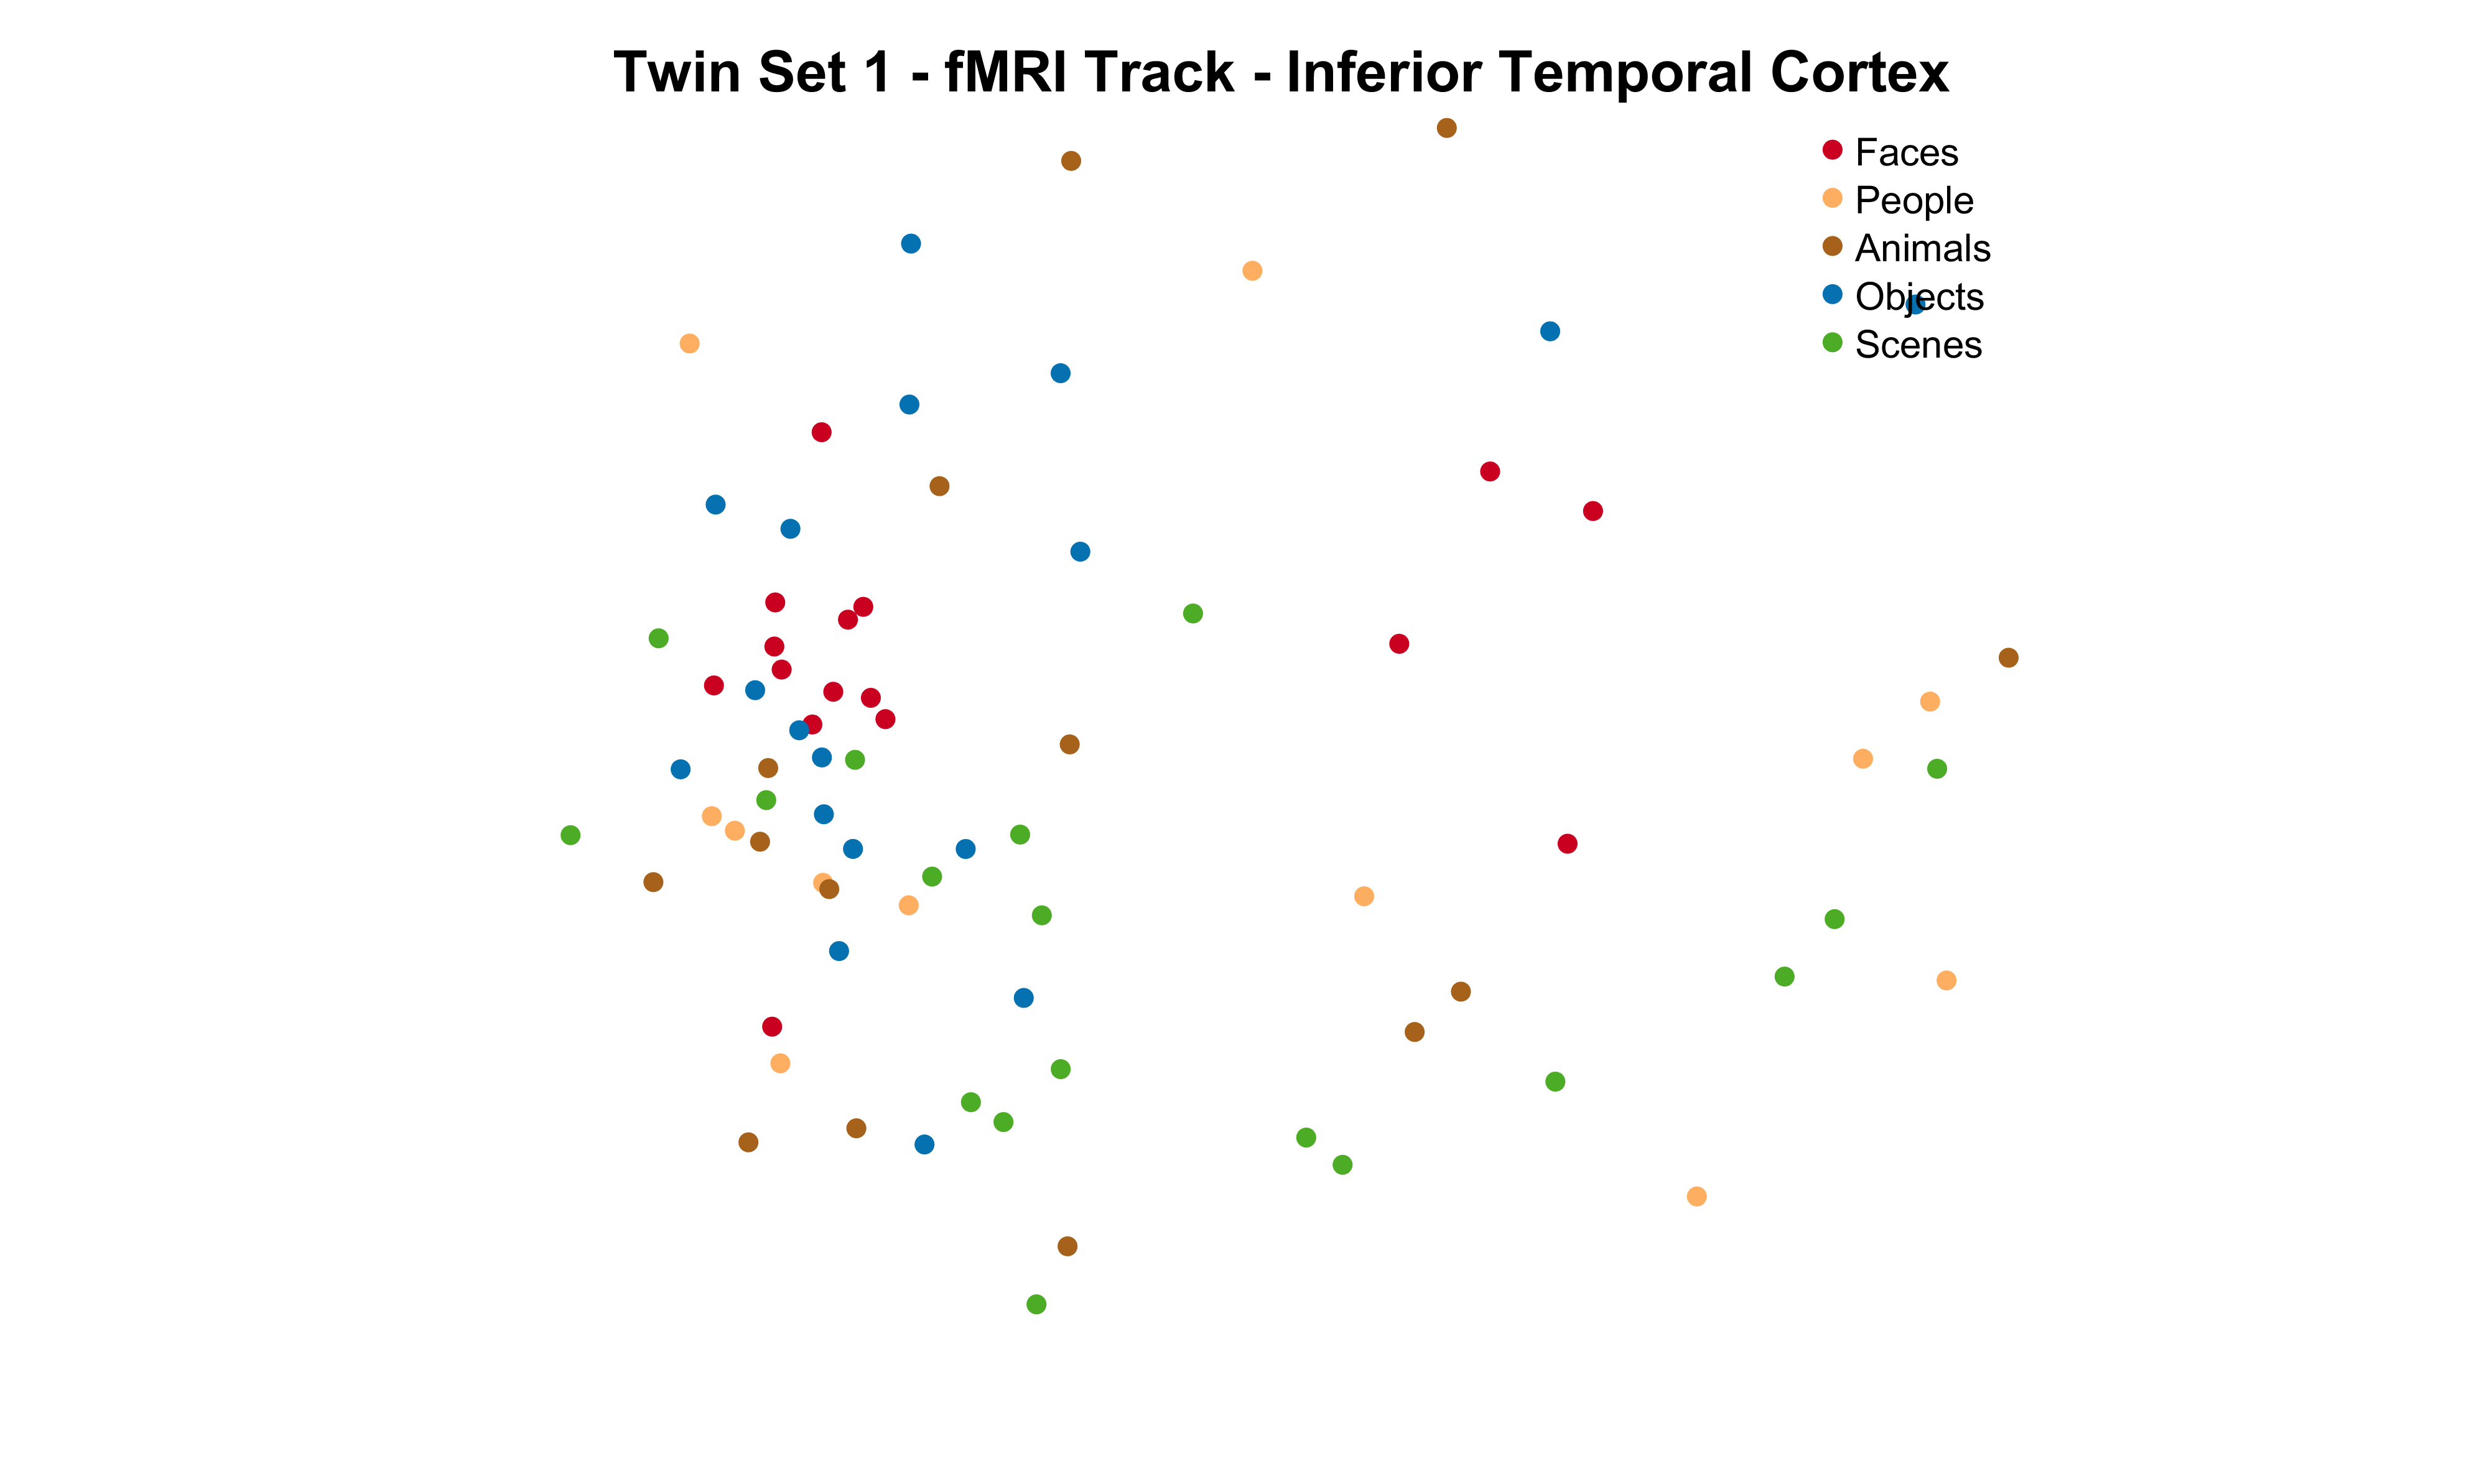 Twin Set 1 - fMRI Track - Inferior Temporal Cortex
Faces
People
Animals
Objects
Scenes